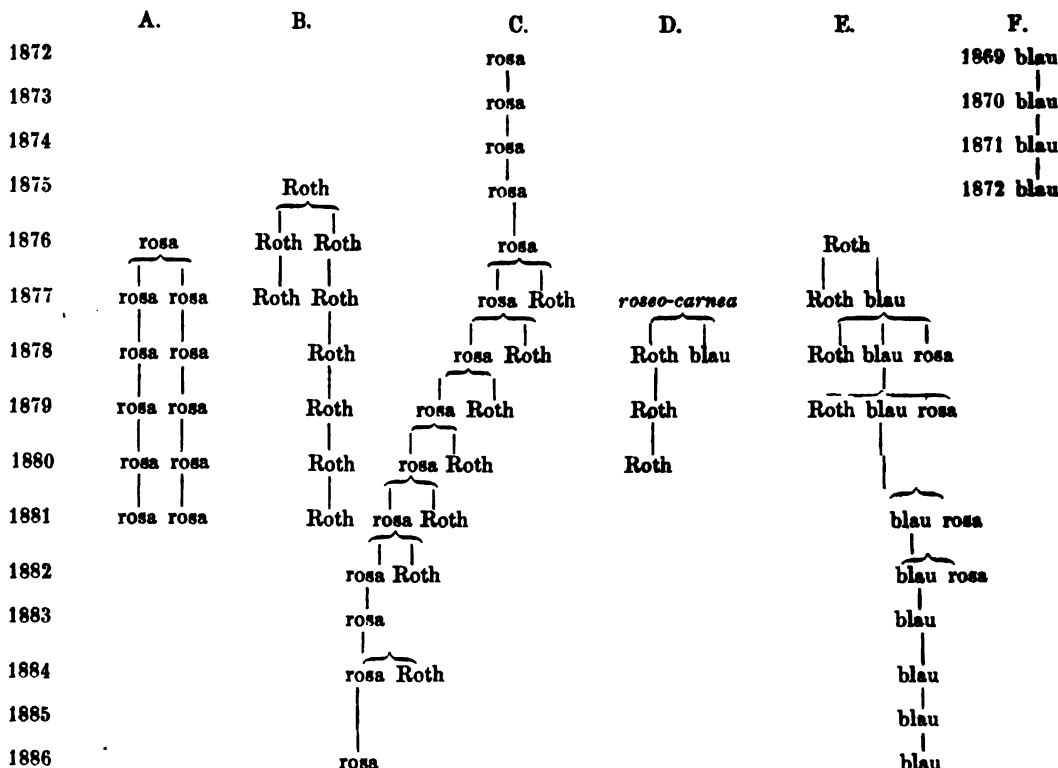 A. B. C. D. E. F.
1872 rosa 1869 blau
1873 rosa 1870 blau
1874 rosa 1871 blau
1875 Roth rosa 1872 blau
1876 rosa Roth Roth rosa Roth
1877 rosa rosa Roth Roth rosa Roth roseo-carnea Roth blau
1878 rosa rosa Roth rosa Roth Roth blau Roth blau rosa
1879 rosa rosa Roth rosa Roth Roth Roth blau rosa
1880 rosa rosa Roth rosa Roth Roth
1881 rosa rosa Roth rosa Roth blau rosa
1882 rosa Roth blau rosa
1883 rosa blau
1884 rosa Roth blau
1885 blau
1886 rosa blau